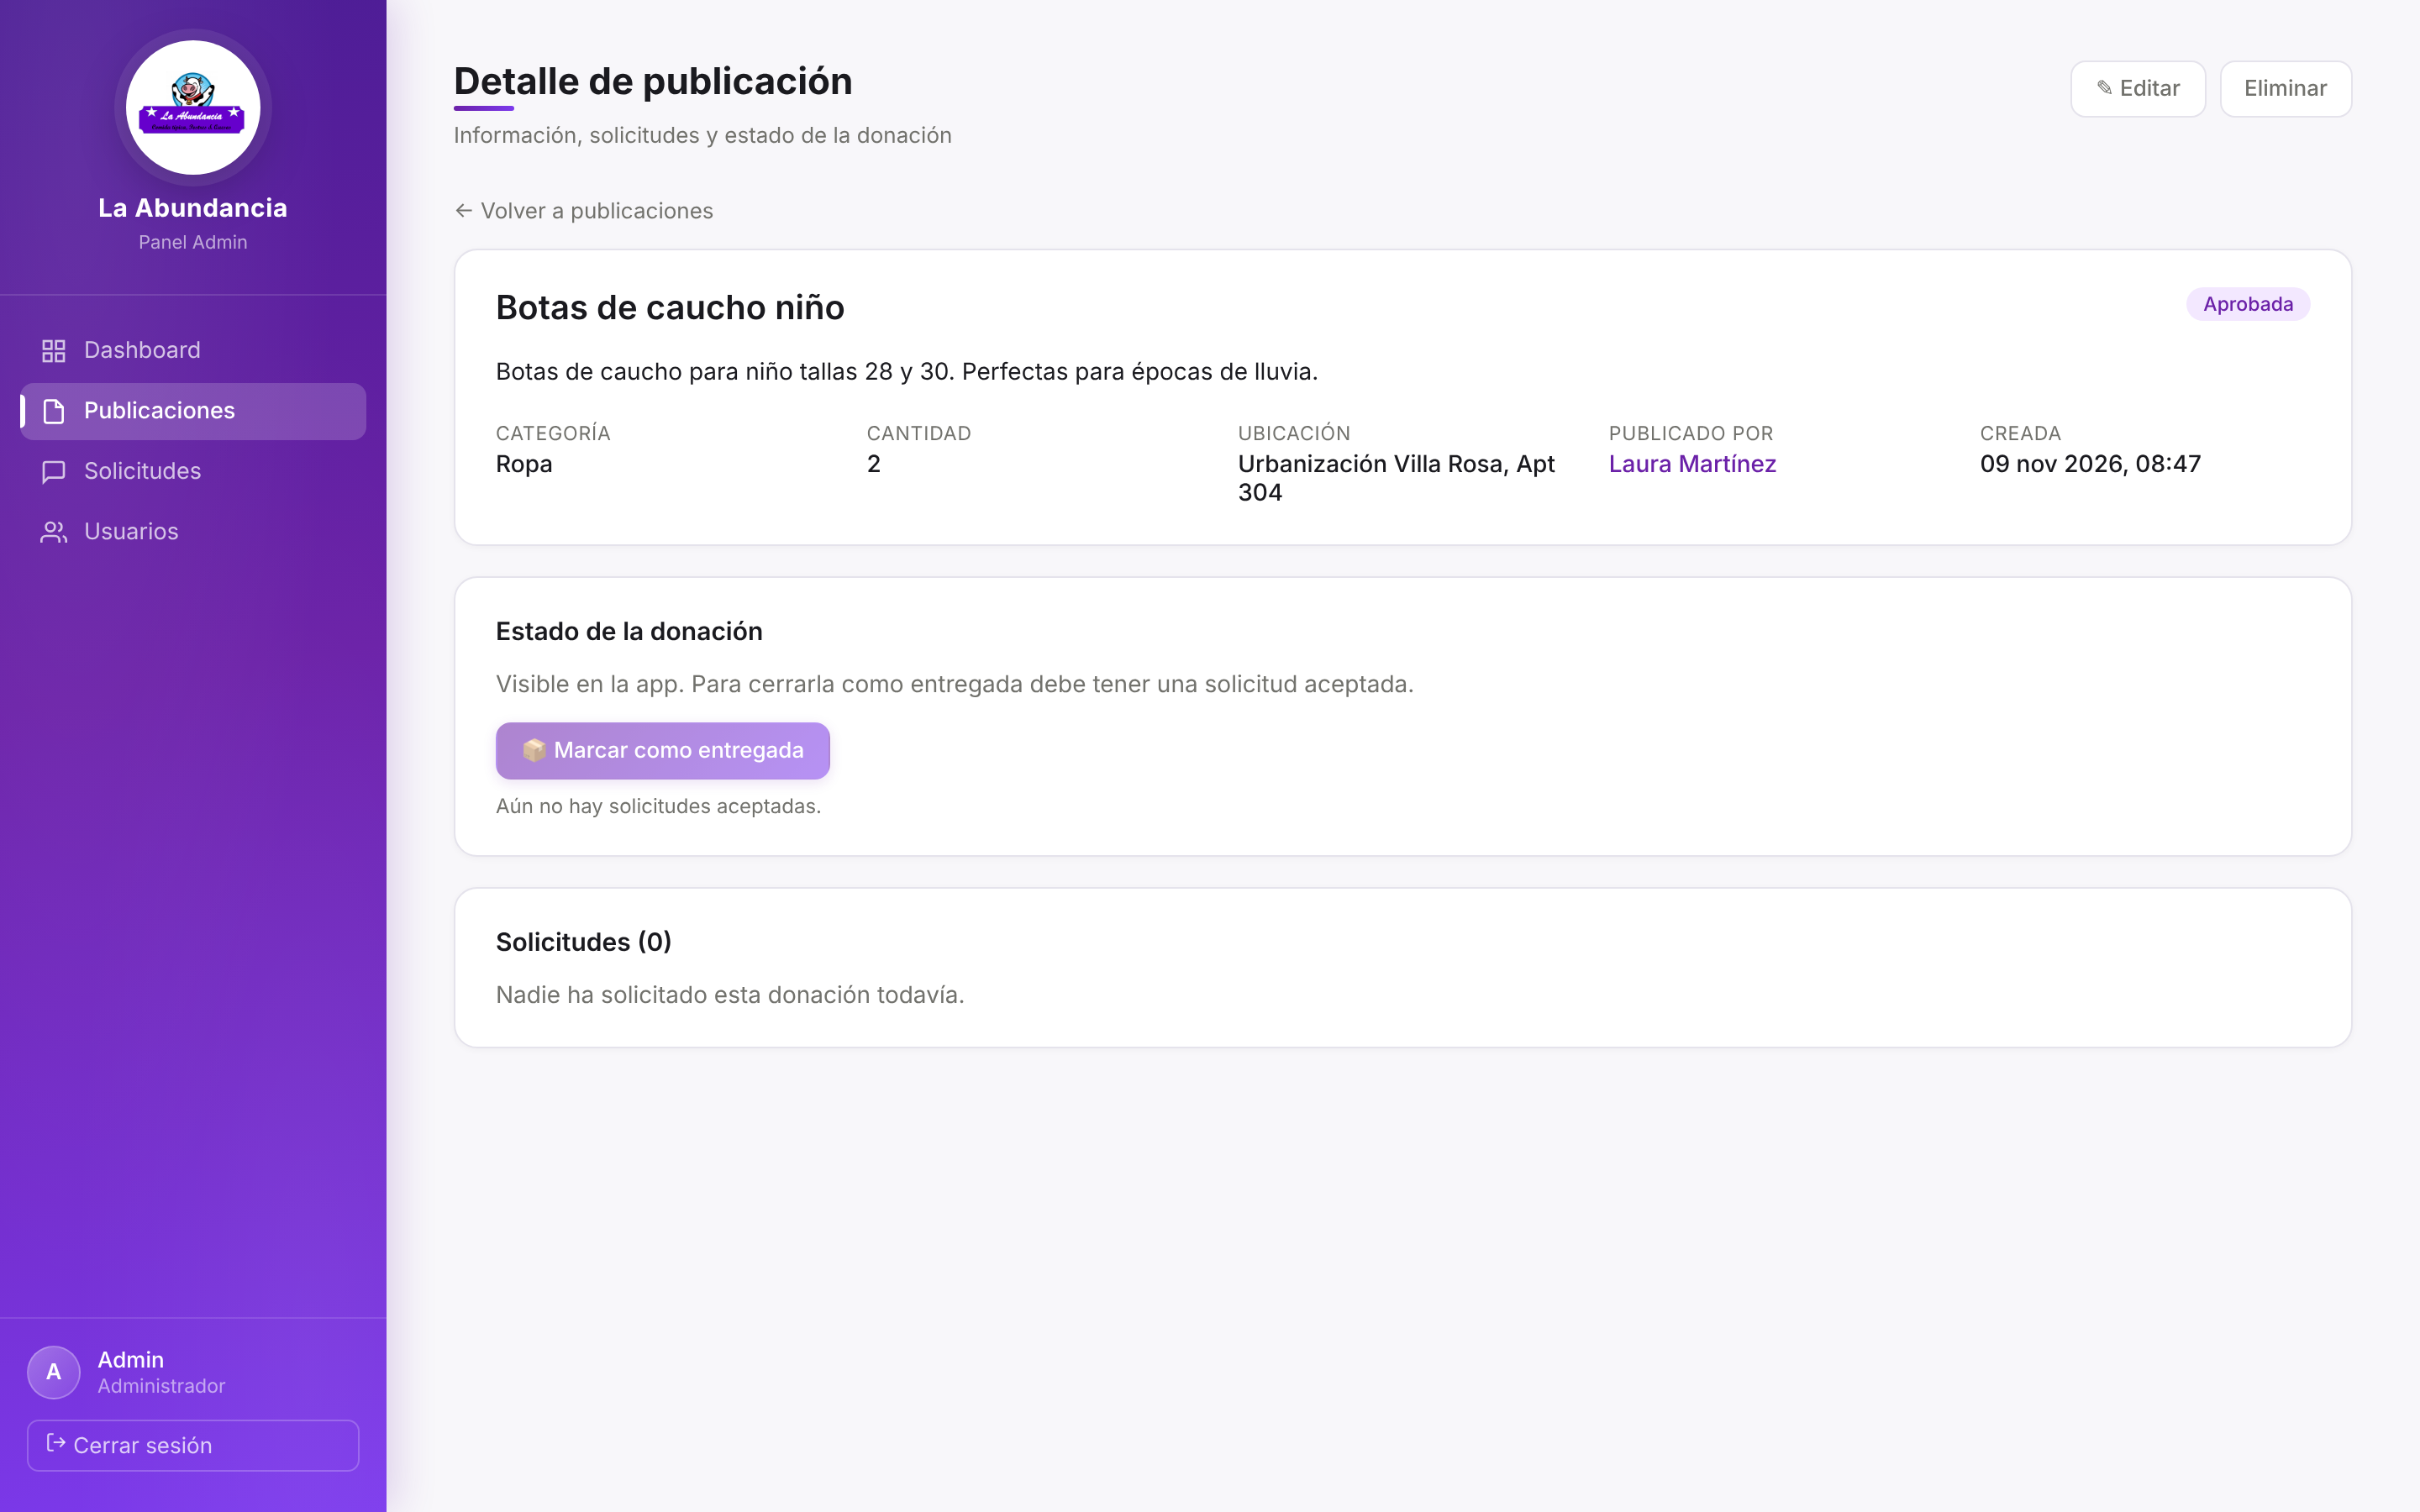 La Abundancia
La Abundancia
Panel Admin
Dashboard
Publicaciones
Solicitudes
Usuarios
A
Admin
Administrador
Cerrar sesión
Detalle de publicación
Información, solicitudes y estado de la donación
✎ Editar
Eliminar
← Volver a publicaciones
Botas de caucho niño
Aprobada
Botas de caucho para niño tallas 28 y 30. Perfectas para épocas de lluvia.
CATEGORÍA
Ropa
CANTIDAD
2
UBICACIÓN
Urbanización Villa Rosa, Apt
304
PUBLICADO POR
Laura Martínez
CREADA
09 nov 2026, 08:47
Estado de la donación
Visible en la app. Para cerrarla como entregada debe tener una solicitud aceptada.
📦 Marcar como entregada
Aún no hay solicitudes aceptadas.
Solicitudes (0)
Nadie ha solicitado esta donación todavía.